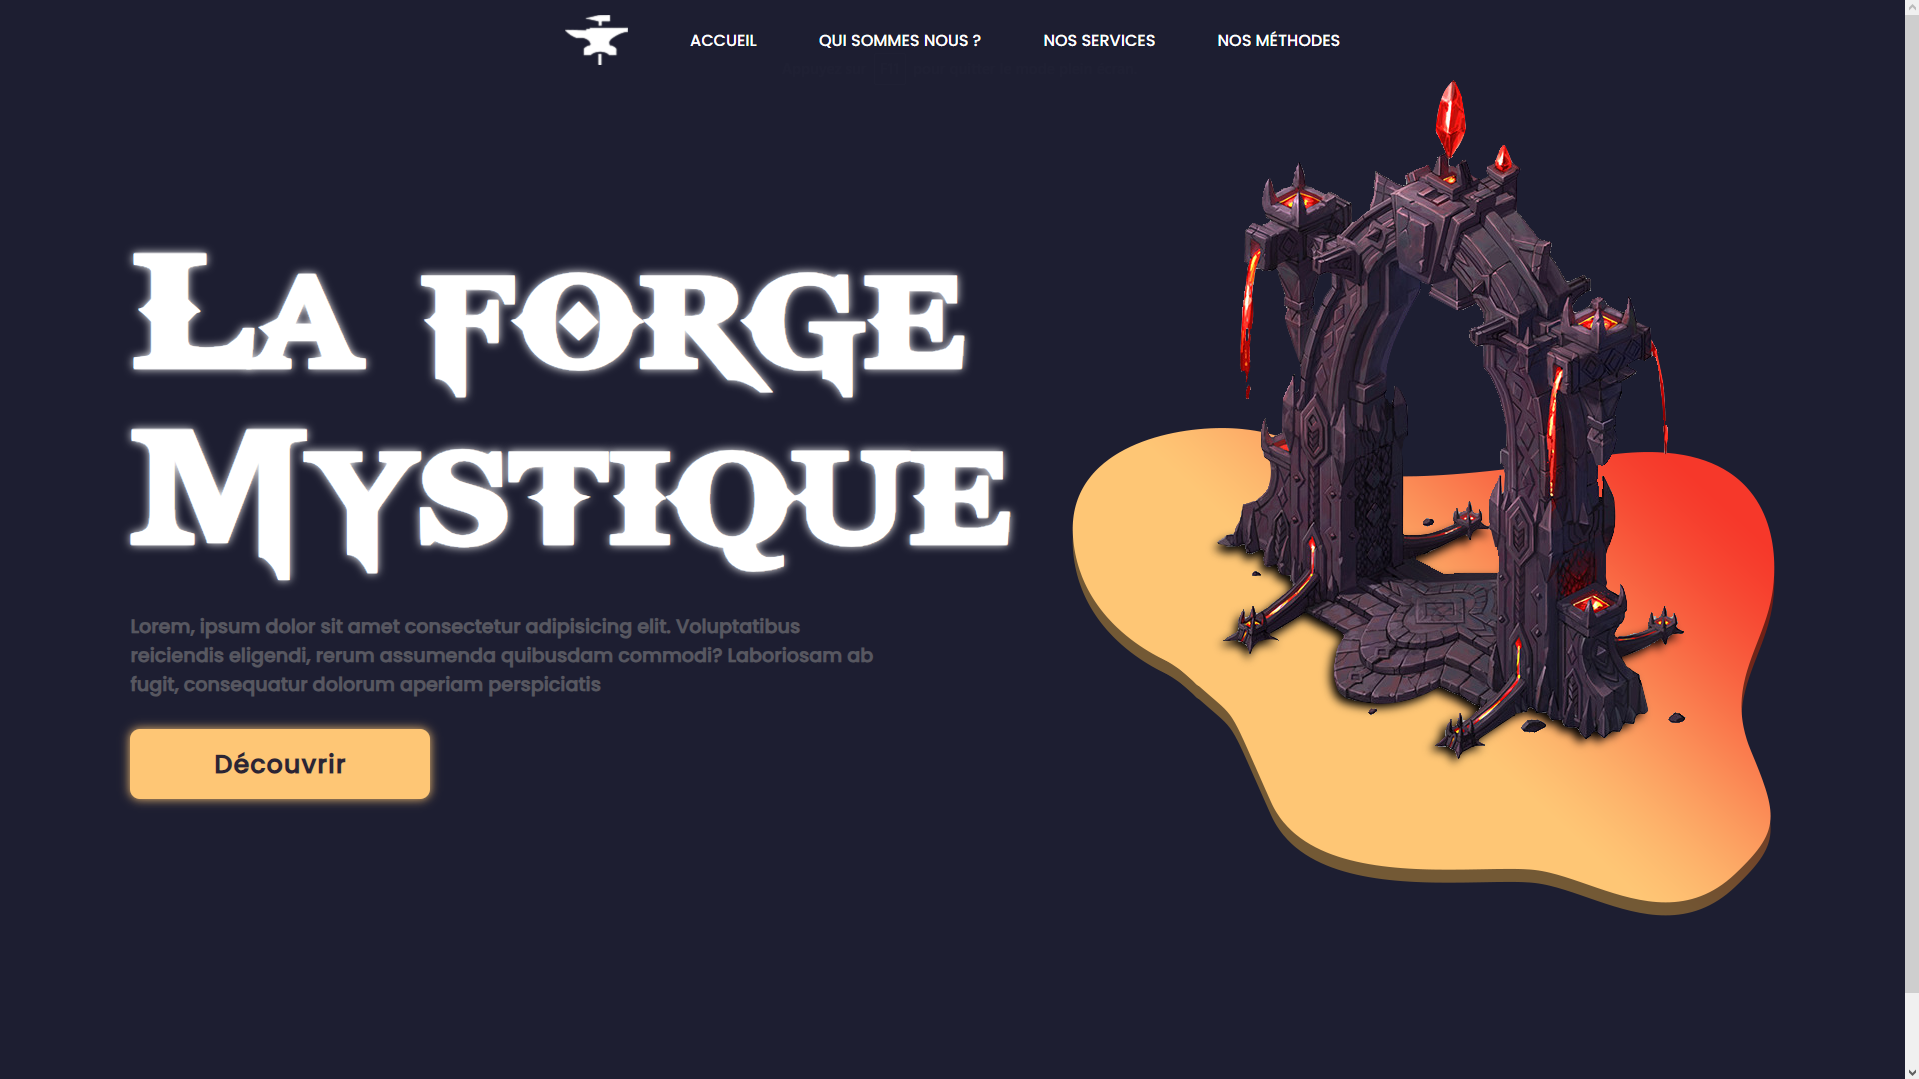 ACCUEIL QUI SOMMES NOUS ? NOS SERVICES NOS MÉTHODES
La forge
Mystique
Lorem, ipsum dolor sit amet consectetur adipisicing elit. Voluptatibus
reiciendis eligendi, rerum assumenda quibusdam commodi? Laboriosam ab
fugit, consequatur dolorum aperiam perspiciatis
Découvrir